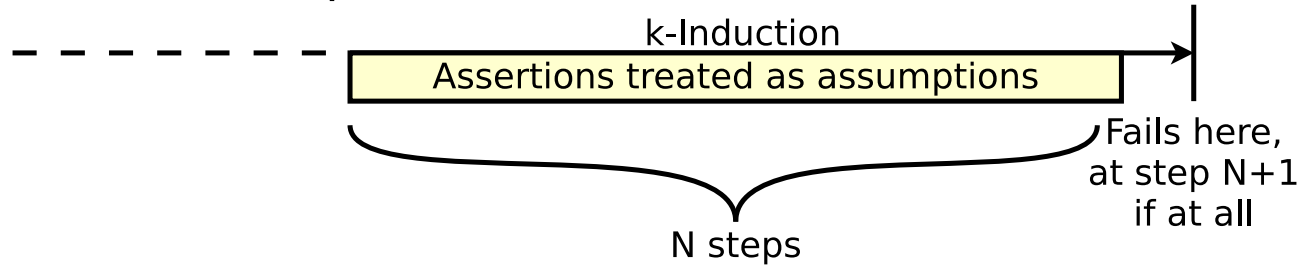 k-Induction
Assertions treated as assumptions
Fails here,
at step N+1
if at all
N steps